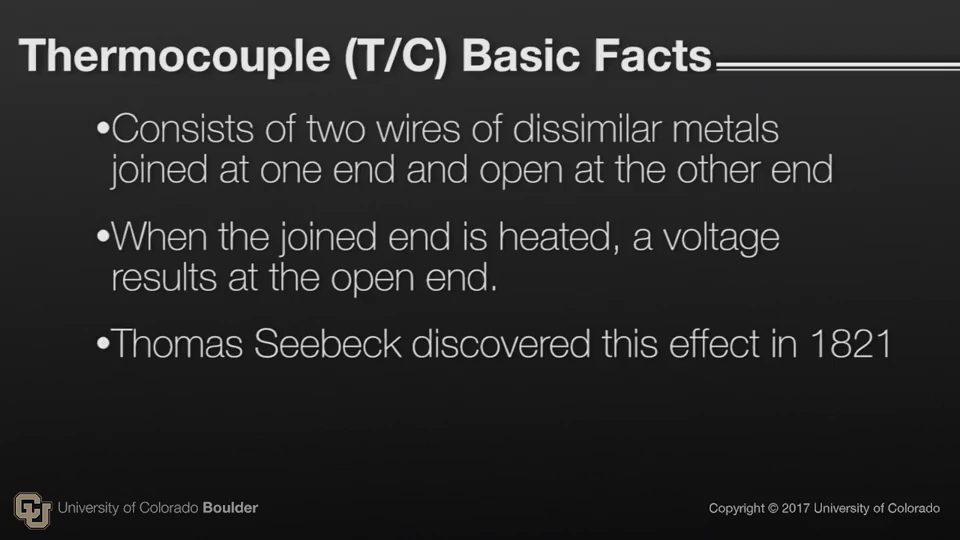 Thermocouple (T/C) Basic Facts
•Consists of two wires of dissimilar metals
joined at one end and open at the other end
•When the joined end is heated, a voltage
results at the open end.
•Thomas Seebeck discovered this effect in 1821
CU University of Colorado Boulder
Copyright © 2017 University of Colorado